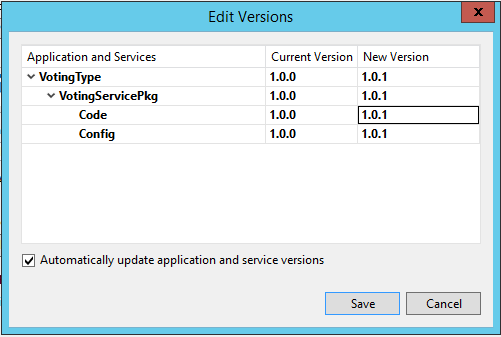 Edit Versions
Application and Services Current Version New Version
VotingType 1.0.0 1.0.1
VotingServicePkg 1.0.0 1.0.1
Code 1.0.0 1.0.1
Config 1.0.0 1.0.1
Automatically update application and service versions
Save Cancel